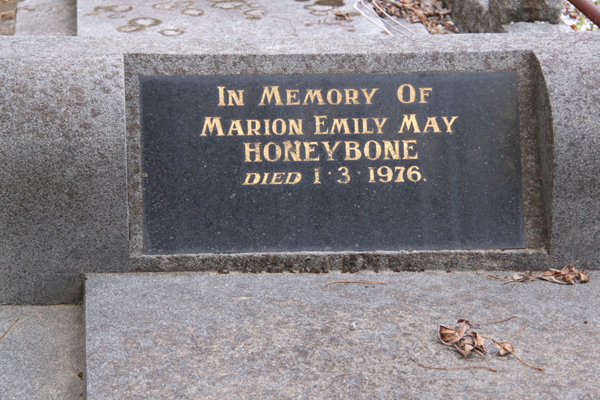 In Memory Of
Marion Emily May
HONEYBONE
DIED 1·3·1976.